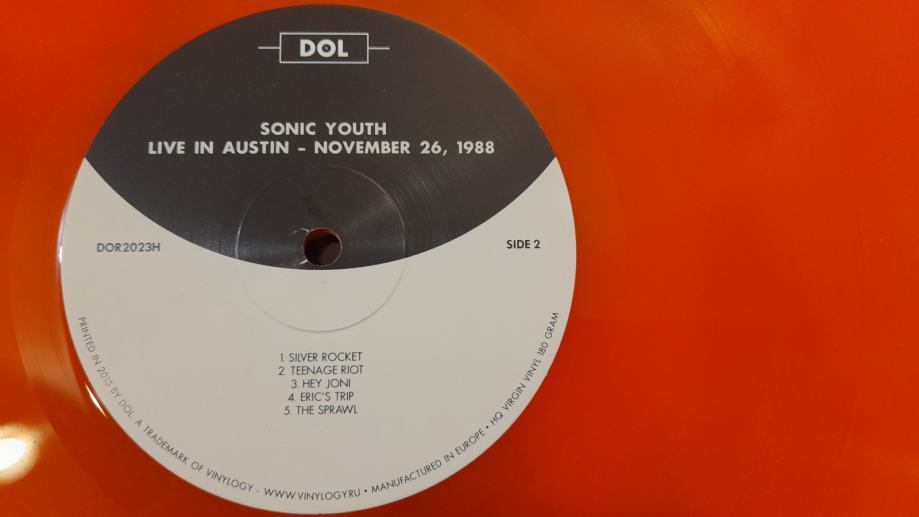 DOL
SONIC YOUTH
LIVE IN AUSTIN – NOVEMBER 26, 1988
DOR2023H
SIDE 2
1. SILVER ROCKET
2. TEENAGE RIOT
3. HEY JONI
4. ERIC'S TRIP
5. THE SPRAWL
PRINTED IN 2015 BY DOL. A TRADEMARK OF VINYLOGY - WWW.VINYLOGY.RU • MANUFACTURED IN EUROPE • HQ VIRGIN VINYL 180 GRAM